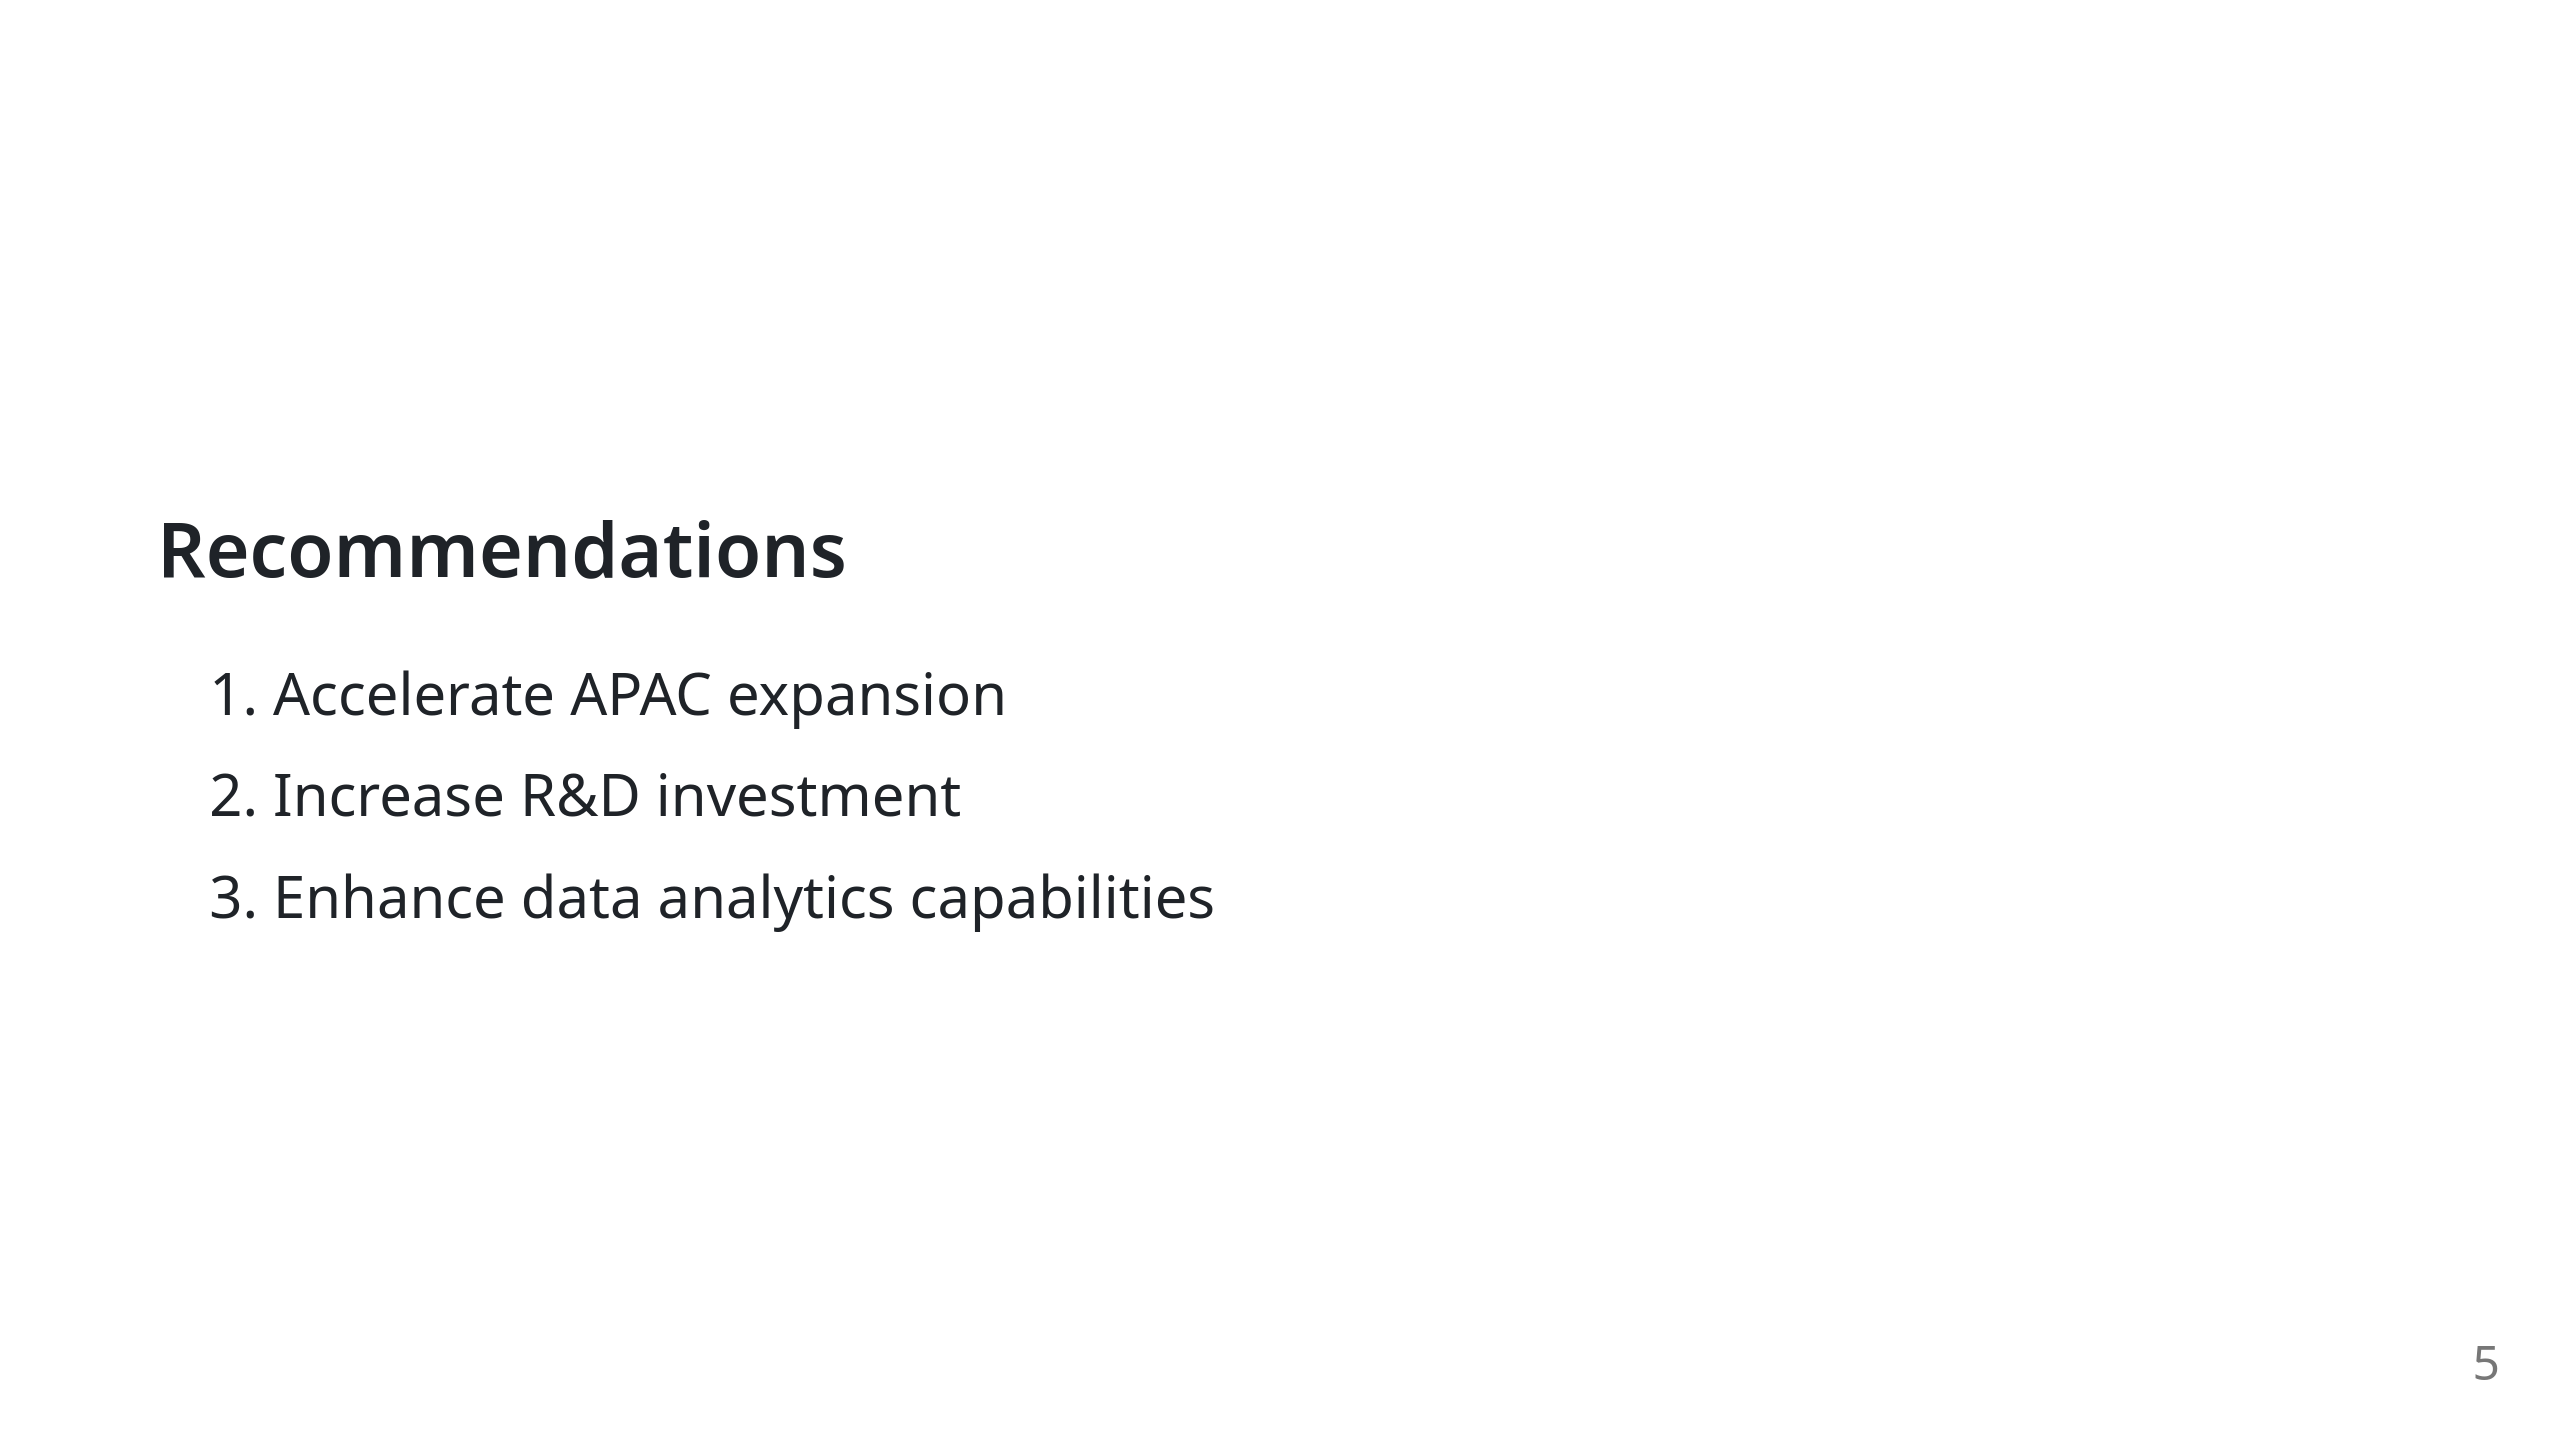 Recommendations
1. Accelerate APAC expansion
2. Increase R&D investment
3. Enhance data analytics capabilities
5